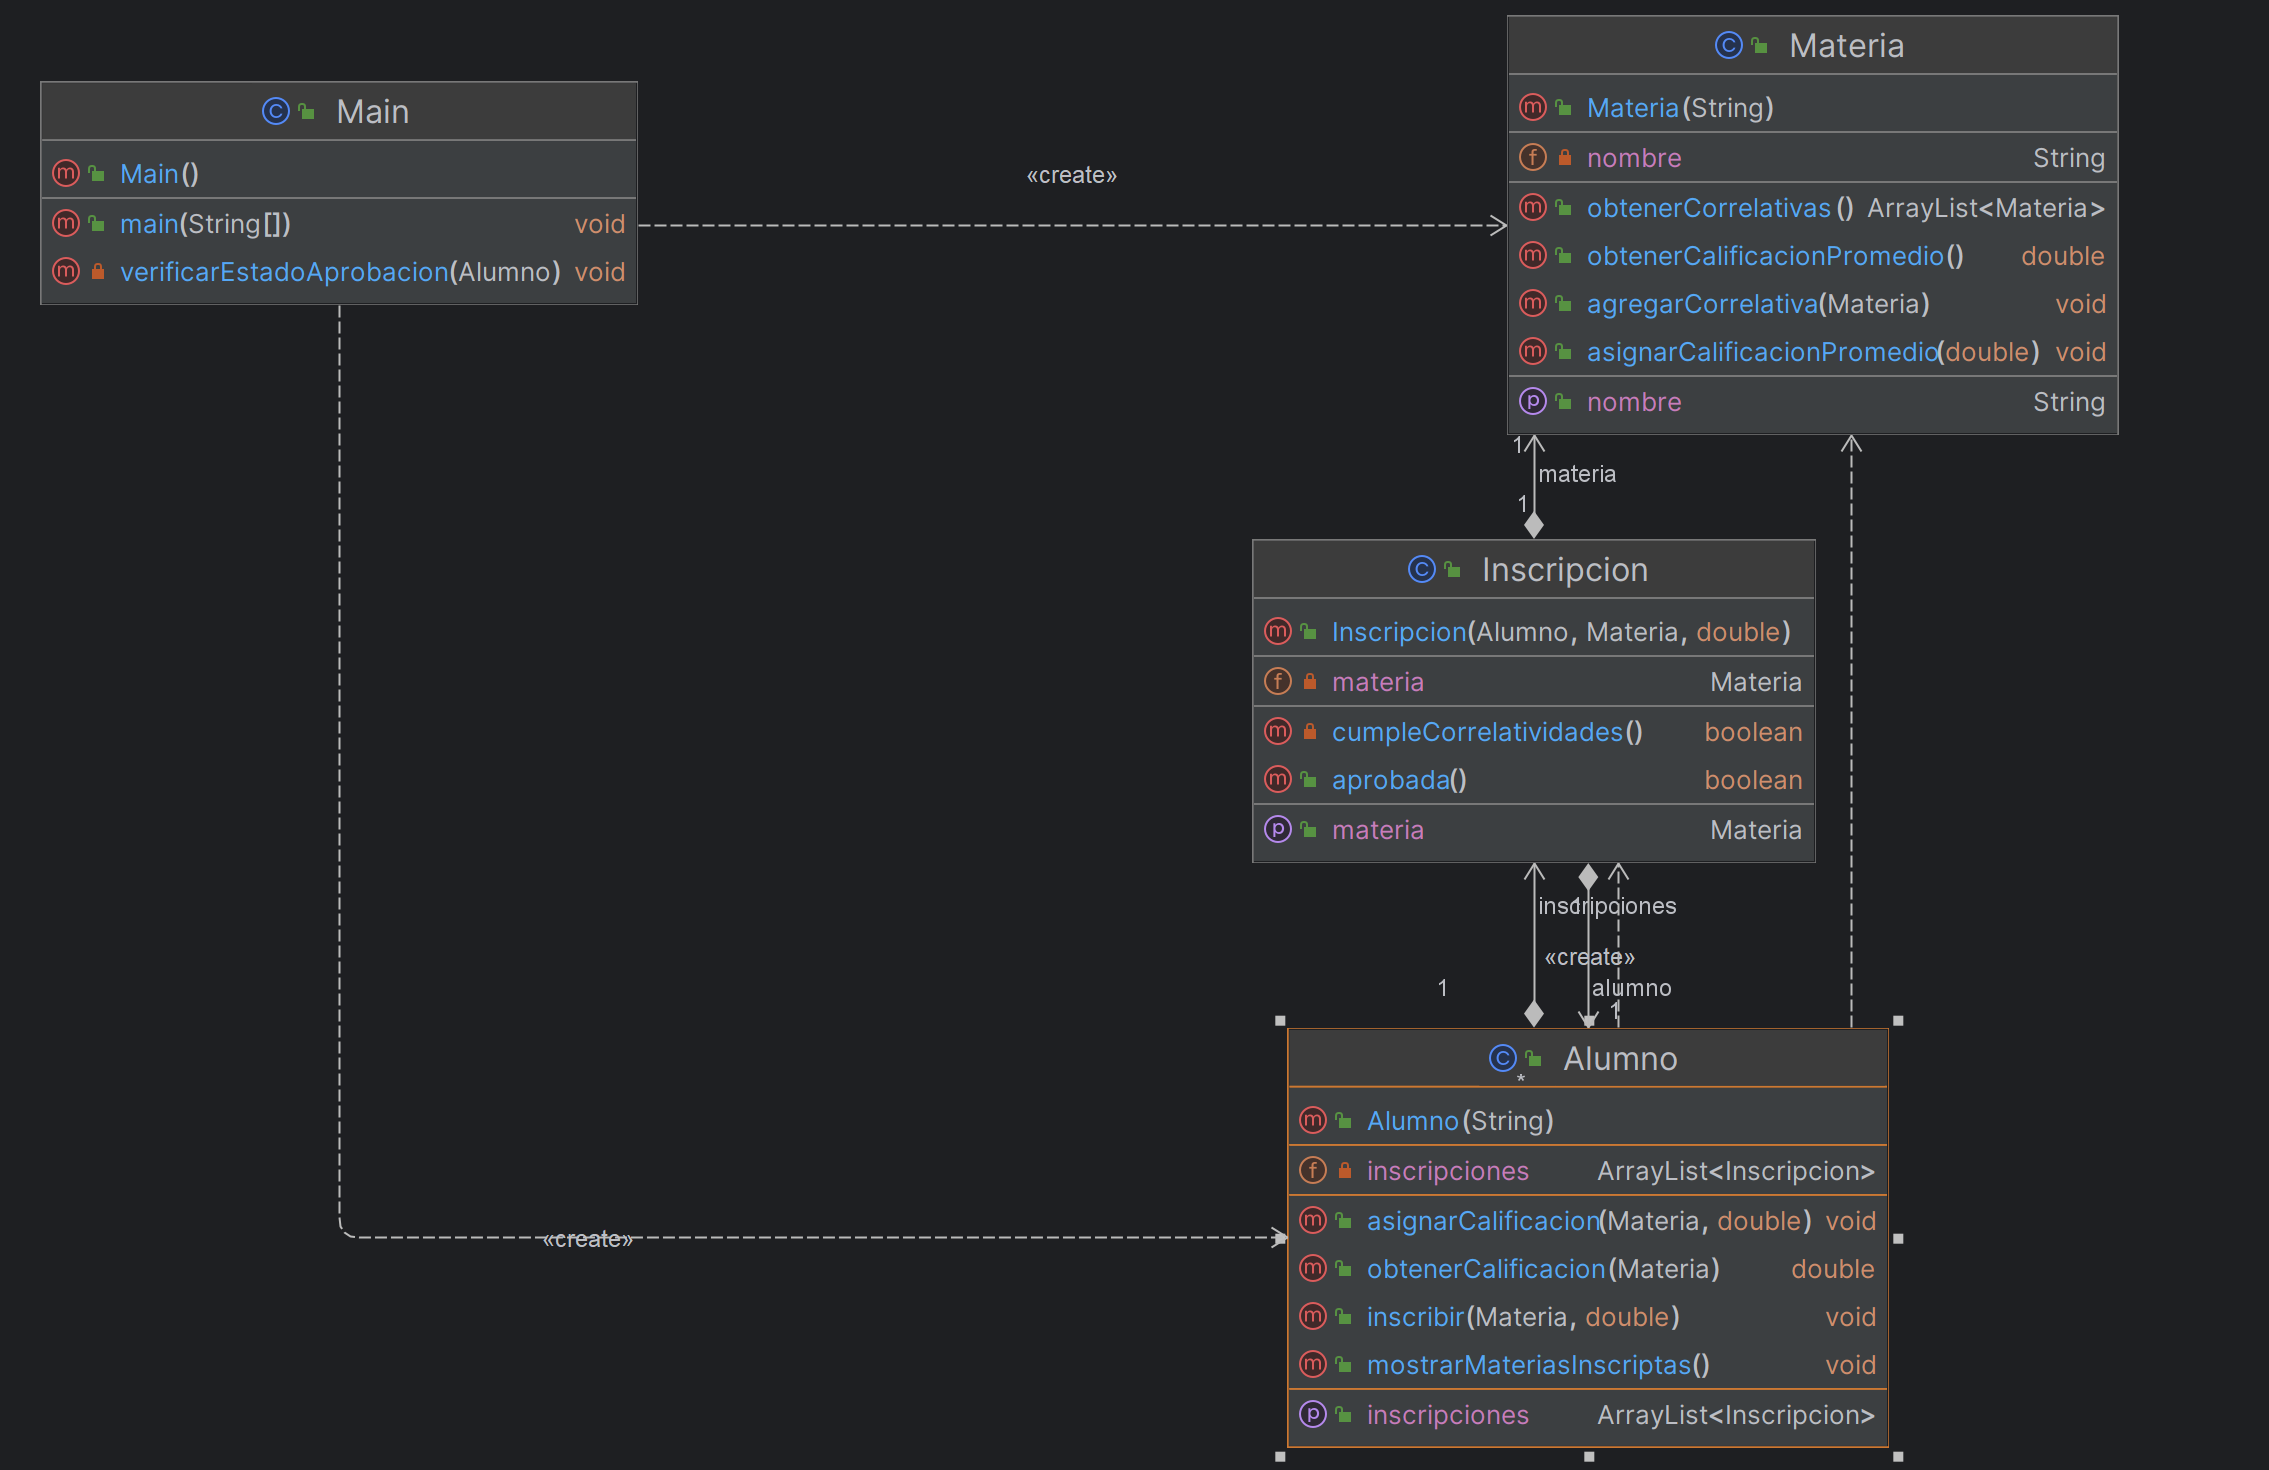 Main
Main()
main(String[]) void
verificarEstadoAprobacion(Alumno) void
«create»
Materia
Materia(String)
nombre String
obtenerCorrelativas() ArrayList<Materia>
obtenerCalificacionPromedio() double
agregarCorrelativa(Materia) void
asignarCalificacionPromedio(double) void
nombre String
1
materia
1
Inscripcion
Inscripcion(Alumno, Materia, double)
materia Materia
cumpleCorrelatividades() boolean
aprobada() boolean
materia Materia
inscripciones
1
«create»
1
alumno
1
Alumno
*
Alumno(String)
inscripciones ArrayList<Inscripcion>
asignarCalificacion(Materia, double) void
obtenerCalificacion(Materia) double
inscribir(Materia, double) void
mostrarMateriasInscriptas() void
inscripciones ArrayList<Inscripcion>
«create»